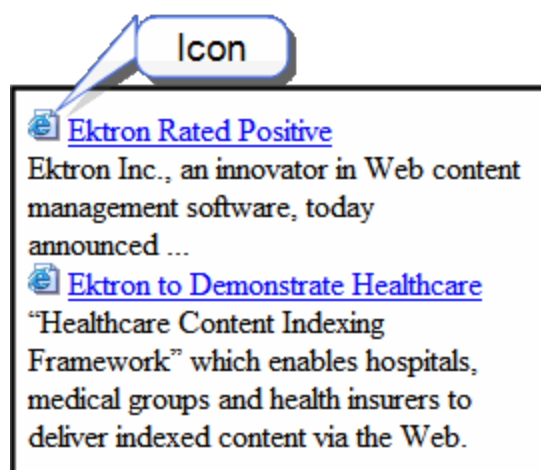 Icon
Ektron Rated Positive
Ektron Inc., an innovator in Web content
management software, today
announced ...
Ektron to Demonstrate Healthcare
“Healthcare Content Indexing
Framework” which enables hospitals,
medical groups and health insurers to
deliver indexed content via the Web.